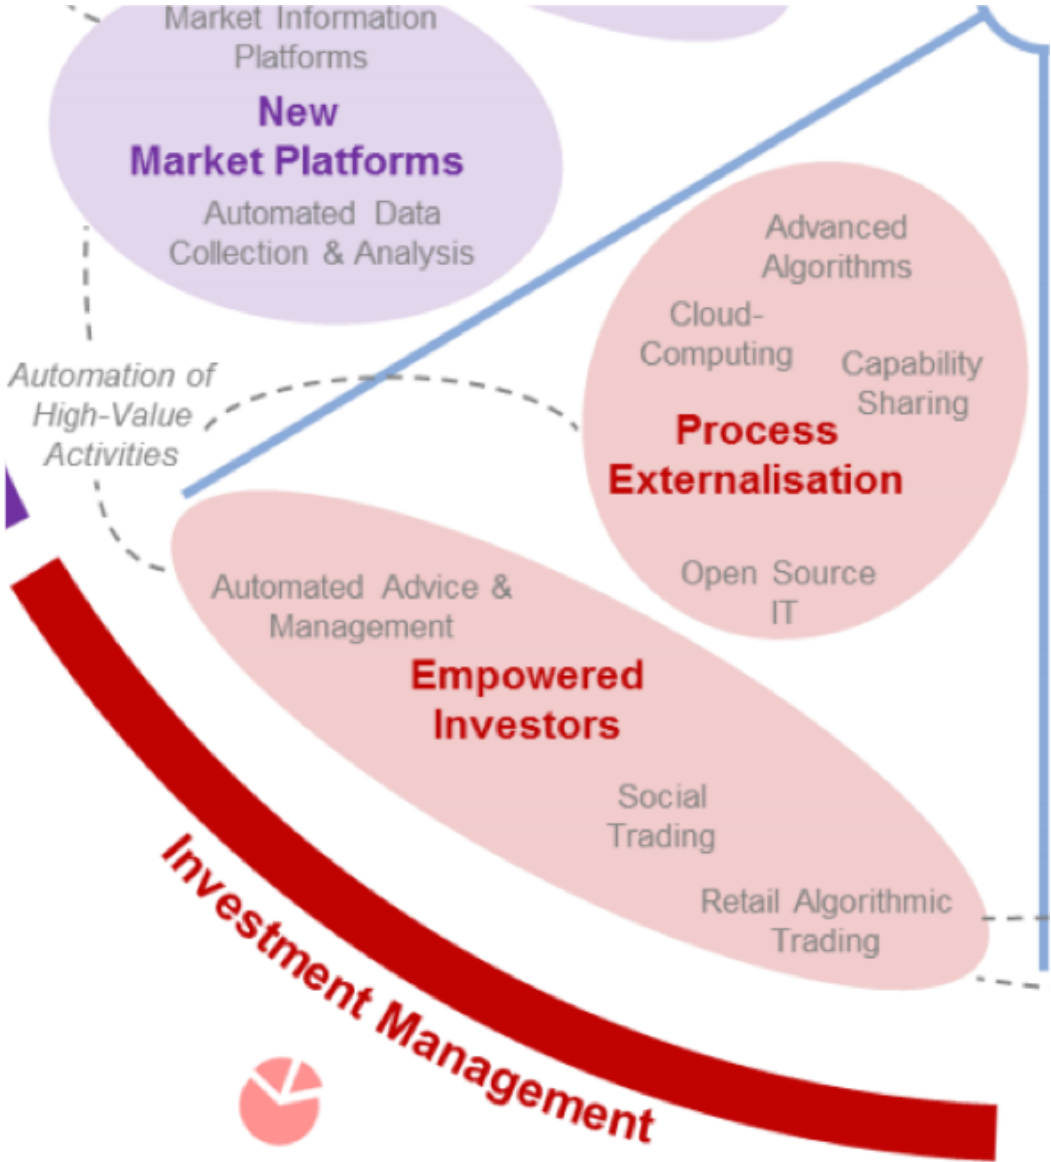 Market Information
Platforms
New
Market Platforms
Automated Data
Collection & Analysis
Advanced
Algorithms
Cloud-
Computing
Capability
Sharing
Process
Externalisation
Open Source
IT
Automation of
High-Value
Activities
Automated Advice &
Management
Empowered
Investors
Social
Trading
Retail Algorithmic
Trading
Investment Management